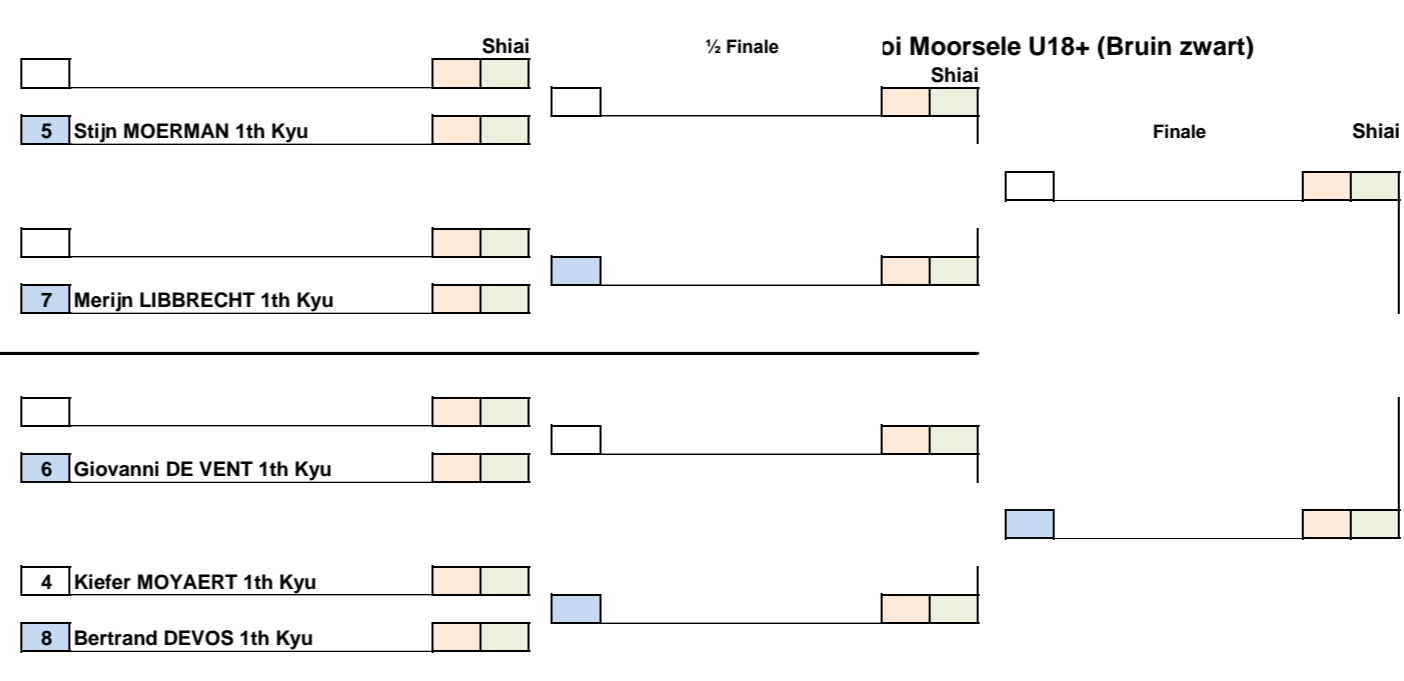 Shiai
½ Finale
oi Moorsele U18+ (Bruin zwart)
Shiai
5 Stijn MOERMAN 1th Kyu
Finale
Shiai
7 Merijn LIBBRECHT 1th Kyu
6 Giovanni DE VENT 1th Kyu
4 Kiefer MOYAERT 1th Kyu
8 Bertrand DEVOS 1th Kyu